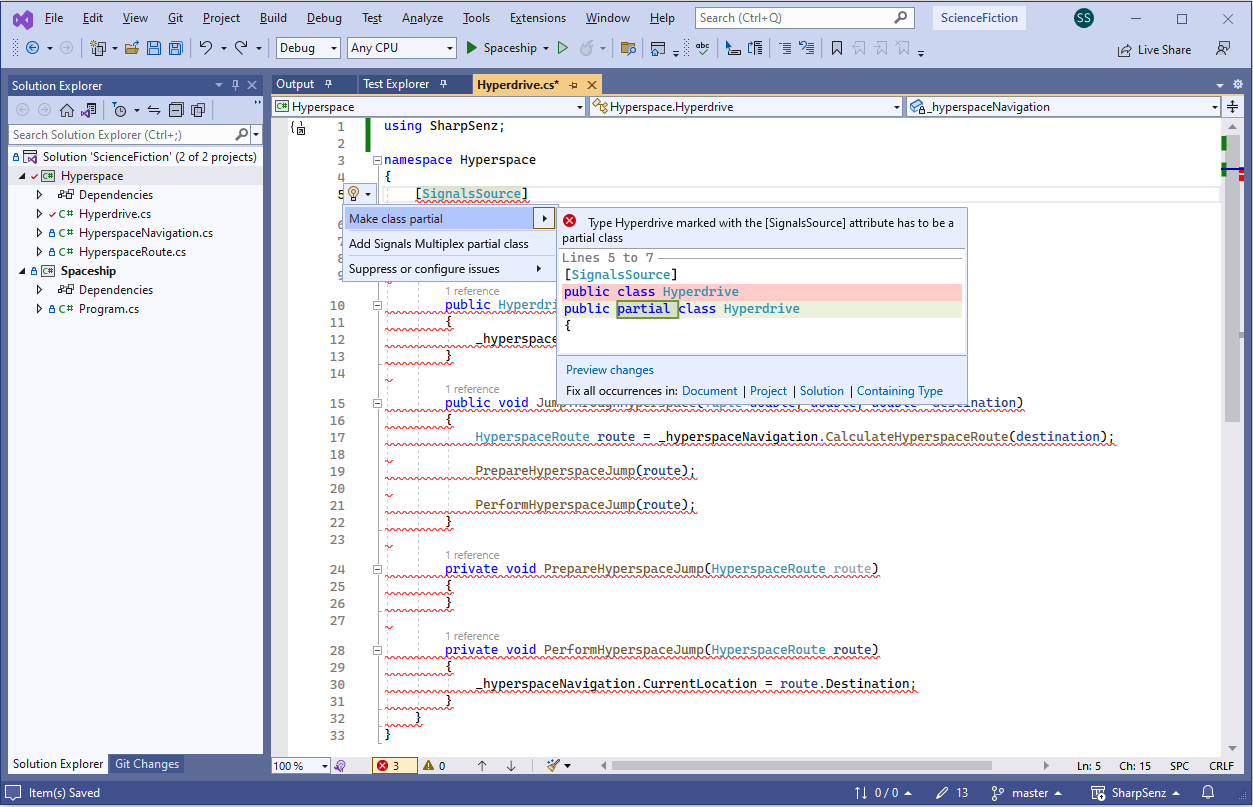 File Edit View Git Project Build Debug Test Analyze Tools Extensions Window Help Search (Ctrl+Q) ScienceFiction SS
Debug Any CPU Spaceship Live Share
Solution Explorer
Search Solution Explorer (Ctrl+;)
Solution 'ScienceFiction' (2 of 2 projects)
Hyperspace
Dependencies
C# Hyperdrive.cs
C# HyperspaceNavigation.cs
C# HyperspaceRoute.cs
Spaceship
Dependencies
C# Program.cs
Solution Explorer Git Changes
Output Test Explorer Hyperdrive.cs*
C# Hyperspace Hyperspace.Hyperdrive _hyperspaceNavigation
1 using SharpSenz;
2
3 namespace Hyperspace
4 {
5 [SignalsSource]
Make class partial
Add Signals Multiplex partial class
Suppress or configure issues
Type Hyperdrive marked with the [SignalsSource] attribute has to be a
partial class
Lines 5 to 7
[SignalsSource]
public class Hyperdrive
public partial class Hyperdrive
{
Preview changes
Fix all occurrences in: Document | Project | Solution | Containing Type
1 reference
10 public Hyperdri
11 {
12 _hyperspace
13 }
14
1 reference
15 public void JumpThroughHyperspace(Tuple<double, double, double> destination)
16 {
17 HyperspaceRoute route = _hyperspaceNavigation.CalculateHyperspaceRoute(destination);
18
19 PrepareHyperspaceJump(route);
20
21 PerformHyperspaceJump(route);
22 }
23
1 reference
24 private void PrepareHyperspaceJump(HyperspaceRoute route)
25 {
26 }
27
1 reference
28 private void PerformHyperspaceJump(HyperspaceRoute route)
29 {
30 _hyperspaceNavigation.CurrentLocation = route.Destination;
31 }
32 }
33 }
100 % 3 0 Ln: 5 Ch: 15 SPC CRLF
Item(s) Saved 0 / 0 13 master SharpSenz